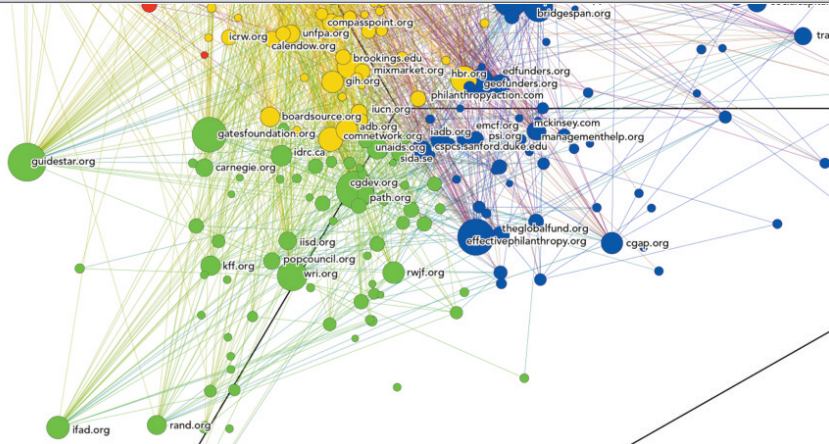 bridgespan.org
compasspoint.org
icrw.org
unfpa.org
tra
calendow.org
brookings.edu
mixmarket.org
hbr.org
edfunders.org
gih.org
geofunders.org
philanthropyaction.com
iucn.org
boardsource.org
adb.org
emcf.org
mckinsey.com
gatesfoundation.org
comnetwork.org
iadb.org
psi.org
managementhelp.org
unaids.org
cspcs.sanford.duke.edu
idrc.ca
sida.se
guidestar.org
carnegie.org
cgdev.org
path.org
theglobalfund.org
iisd.org
effectivephilanthropy.org
cgap.org
popcouncil.org
kff.org
wri.org
rwjf.org
ifad.org
rand.org